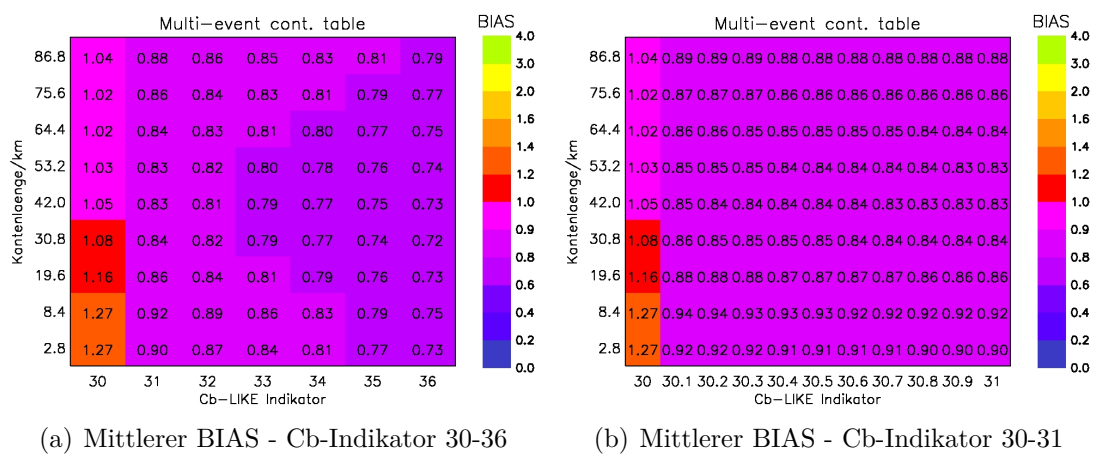 Multi-event cont. table
BIAS
Kantenlaenge/km
86.8 1.04 0.88 0.86 0.85 0.83 0.81 0.79
75.6 1.02 0.86 0.84 0.83 0.81 0.79 0.77
64.4 1.02 0.84 0.83 0.81 0.80 0.77 0.75
53.2 1.03 0.83 0.82 0.80 0.78 0.76 0.74
42.0 1.05 0.83 0.81 0.79 0.77 0.75 0.73
30.8 1.08 0.84 0.82 0.79 0.77 0.74 0.72
19.6 1.16 0.86 0.84 0.81 0.79 0.76 0.73
8.4 1.27 0.92 0.89 0.86 0.83 0.79 0.75
2.8 1.27 0.90 0.87 0.84 0.81 0.77 0.73
30 31 32 33 34 35 36
Cb-LIKE Indikator
4.0
3.0
2.0
1.6
1.4
1.2
1.0
0.9
0.8
0.6
0.4
0.2
0.0
(a) Mittlerer BIAS - Cb-Indikator 30-36
Multi-event cont. table
BIAS
Kantenlaenge/km
86.8 1.04 0.89 0.89 0.89 0.88 0.88 0.88 0.88 0.88 0.88 0.88
75.6 1.02 0.87 0.87 0.87 0.86 0.86 0.86 0.86 0.86 0.86 0.86
64.4 1.02 0.86 0.86 0.85 0.85 0.85 0.85 0.85 0.84 0.84 0.84
53.2 1.03 0.85 0.85 0.85 0.84 0.84 0.84 0.84 0.84 0.83 0.83
42.0 1.05 0.85 0.84 0.84 0.84 0.84 0.84 0.83 0.83 0.83 0.83
30.8 1.08 0.86 0.85 0.85 0.85 0.85 0.84 0.84 0.84 0.84 0.84
19.6 1.16 0.88 0.88 0.88 0.87 0.87 0.87 0.87 0.86 0.86 0.86
8.4 1.27 0.94 0.94 0.93 0.93 0.93 0.92 0.92 0.92 0.92 0.92
2.8 1.27 0.92 0.92 0.92 0.91 0.91 0.91 0.91 0.90 0.90 0.90
30 30.1 30.2 30.3 30.4 30.5 30.6 30.7 30.8 30.9 31
Cb-LIKE Indikator
4.0
3.0
2.0
1.6
1.4
1.2
1.0
0.9
0.8
0.6
0.4
0.2
0.0
(b) Mittlerer BIAS - Cb-Indikator 30-31